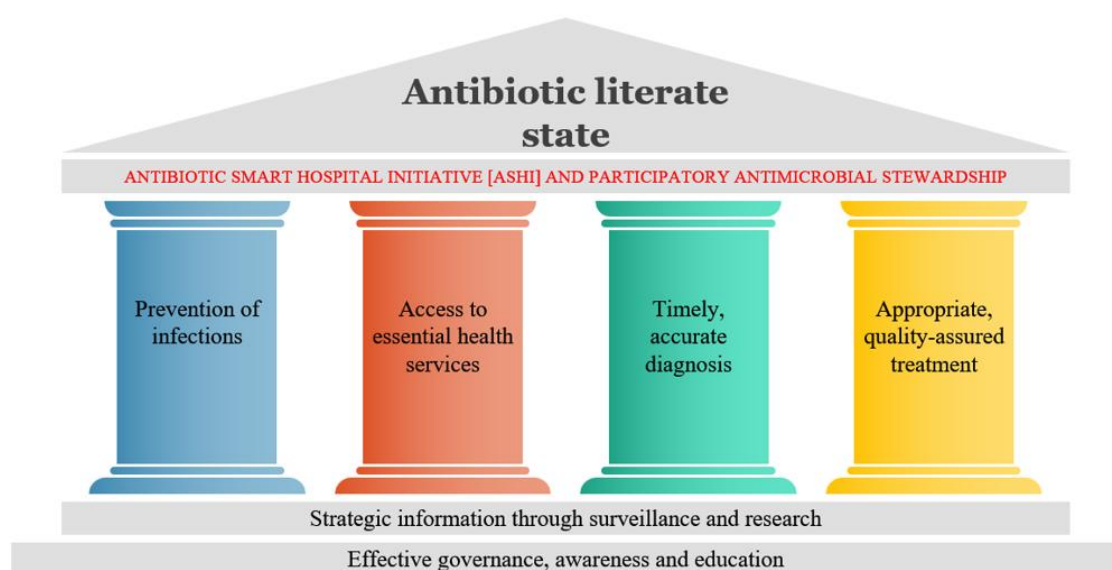 Antibiotic literate
state
ANTIBIOTIC SMART HOSPITAL INITIATIVE [ASHI] AND PARTICIPATORY ANTIMICROBIAL STEWARDSHIP
Prevention of
infections
Access to
essential health
services
Timely,
accurate
diagnosis
Appropriate,
quality-assured
treatment
Strategic information through surveillance and research
Effective governance, awareness and education